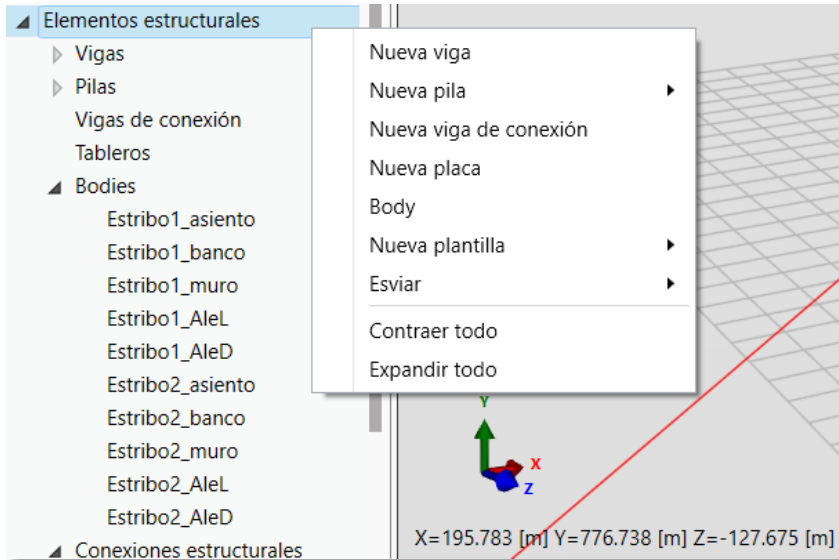 Elementos estructurales
Vigas
Pilas
Vigas de conexión
Tableros
Bodies
Estribo1_asiento
Estribo1_banco
Estribo1_muro
Estribo1_AleL
Estribo1_AleD
Estribo2_asiento
Estribo2_banco
Estribo2_muro
Estribo2_AleL
Estribo2_AleD
Conexiones estructurales
Nueva viga
Nueva pila
Nueva viga de conexión
Nueva placa
Body
Nueva plantilla
Esviar
Contraer todo
Expandir todo
Y
X
Z
X=195.783 [m] Y=776.738 [m] Z=-127.675 [m]